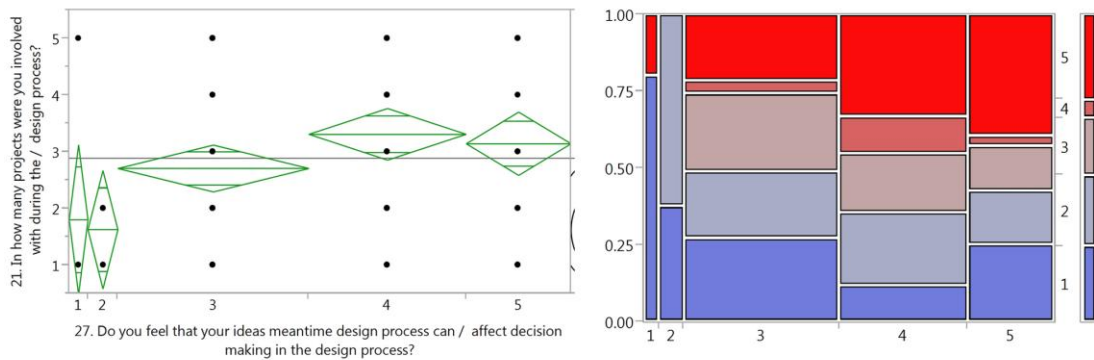 21. In how many projects were you involved
with during the / design process?
5
4
3
2
1
1 2 3 4 5
27. Do you feel that your ideas meantime design process can / affect decision
making in the design process?
1.00
0.75
0.50
0.25
0.00
1 2 3 4 5
5
4
3
2
1